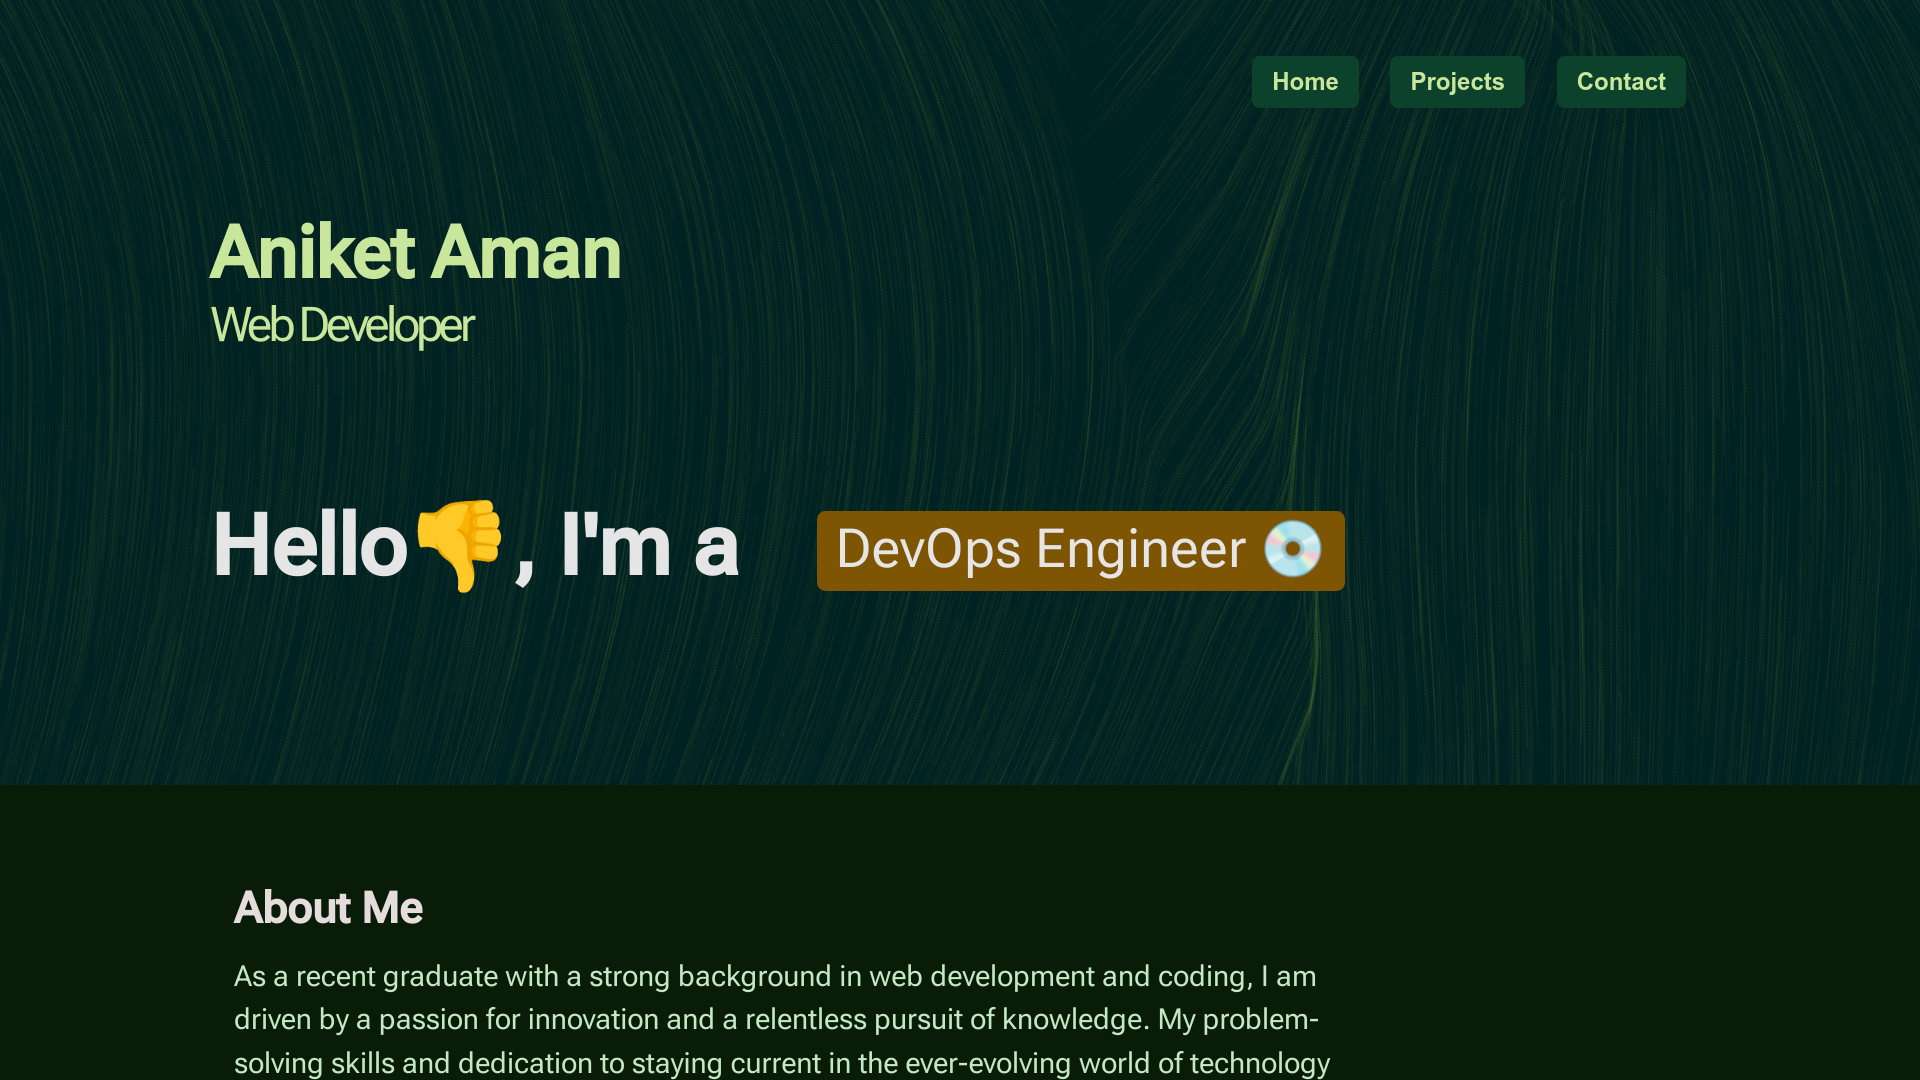 Home Projects Contact
Aniket Aman
Web Developer
Hello👎, I'm a DevOps Engineer 💿
About Me
As a recent graduate with a strong background in web development and coding, I am
driven by a passion for innovation and a relentless pursuit of knowledge. My problem-
solving skills and dedication to staying current in the ever-evolving world of technology